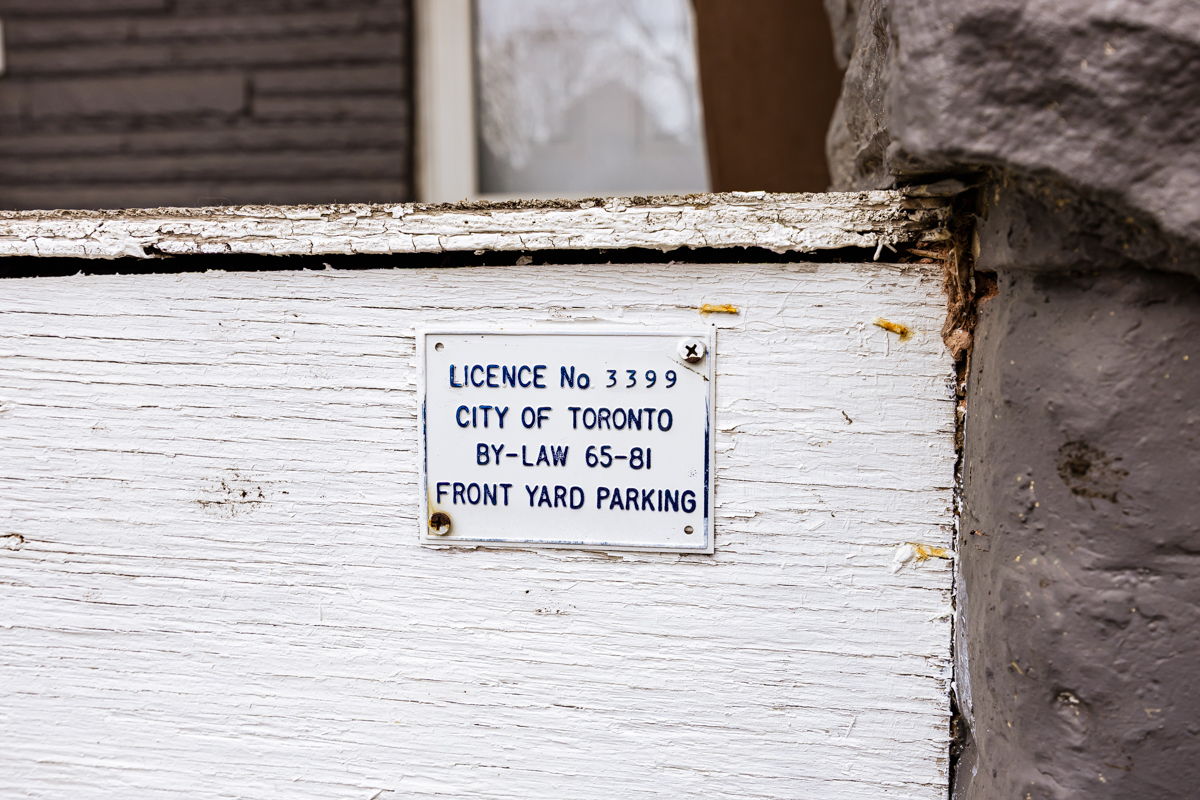 LICENCE No 3399
CITY OF TORONTO
BY-LAW 65-81
FRONT YARD PARKING